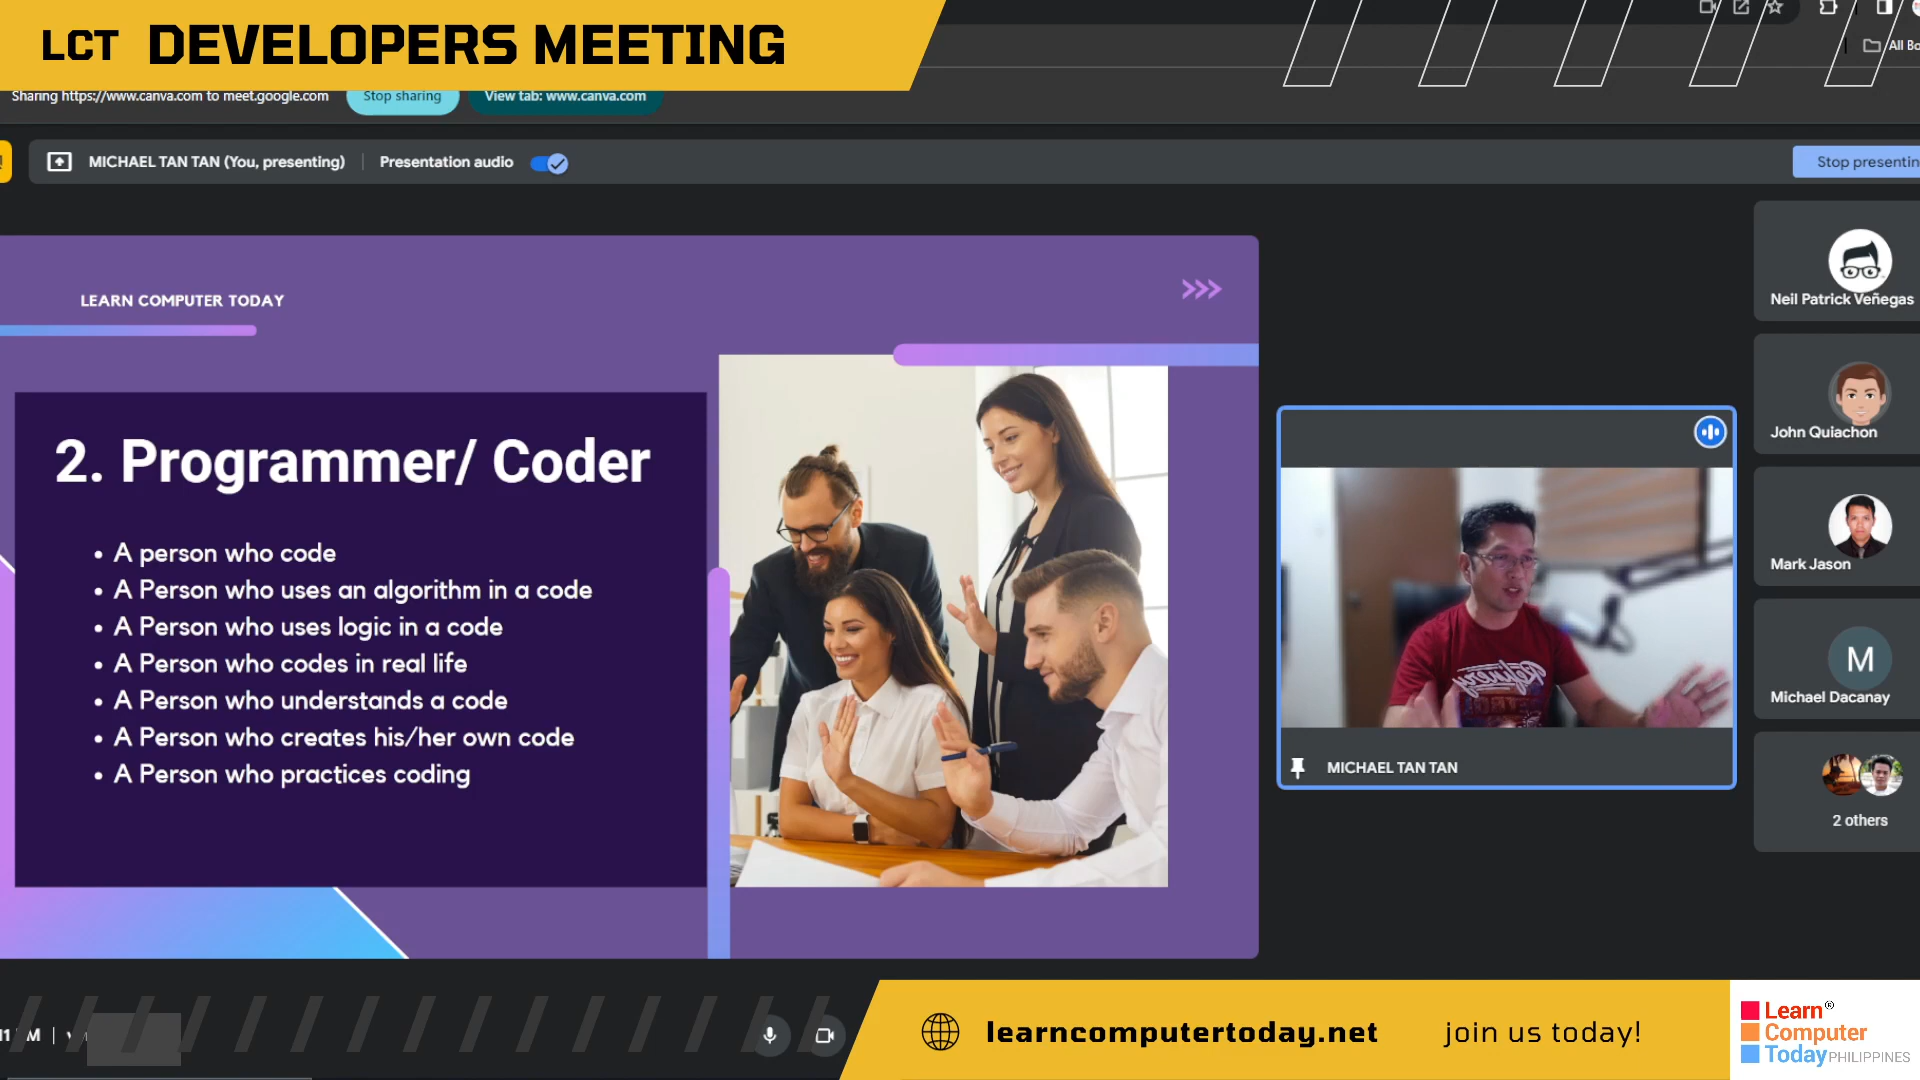 LCT DEVELOPERS MEETING
All Bo
Sharing https://www.canva.com to meet.google.com
Stop sharing
View tab: www.canva.com
MICHAEL TAN TAN (You, presenting)
Presentation audio
Stop presentin
LEARN COMPUTER TODAY
2. Programmer/ Coder
• A person who code
• A Person who uses an algorithm in a code
• A Person who uses logic in a code
• A Person who codes in real life
• A Person who understands a code
• A Person who creates his/her own code
• A Person who practices coding
MICHAEL TAN TAN
Neil Patrick Veñegas
John Quiachon
Mark Jason
M
Michael Dacanay
2 others
learncomputertoday.net
join us today!
Learn®
Computer
Today PHILIPPINES